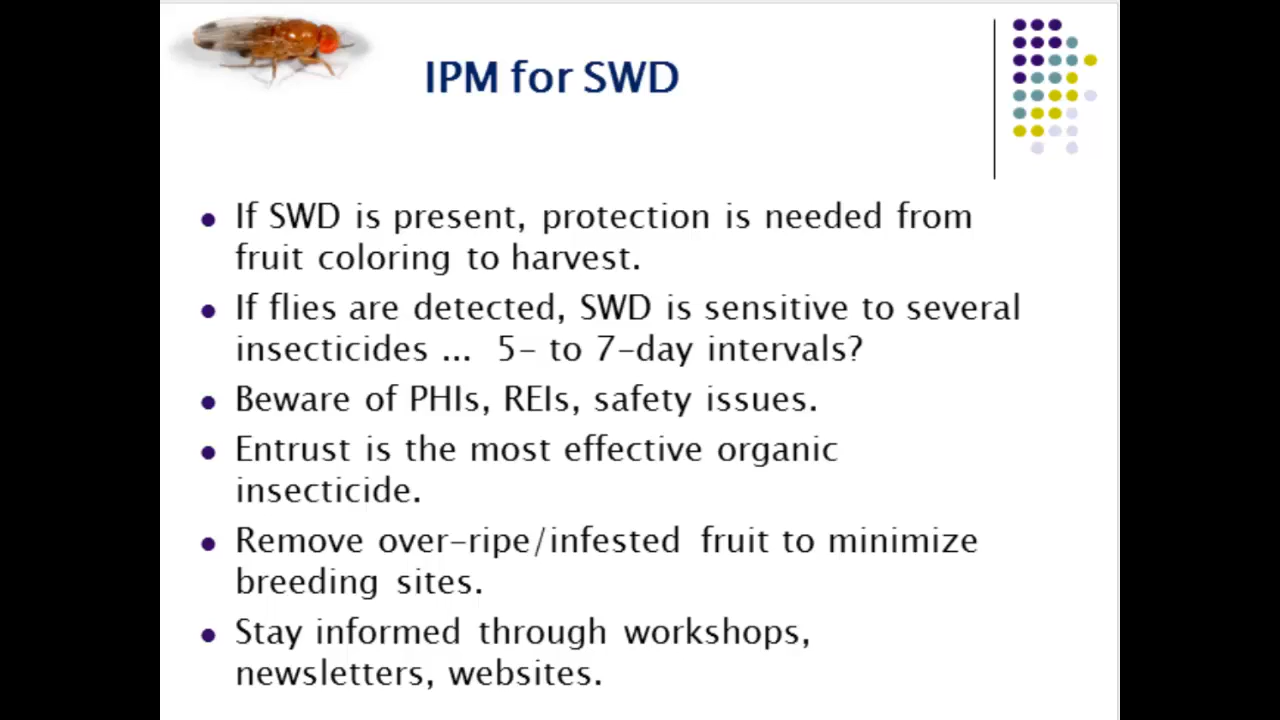 IPM for SWD
If SWD is present, protection is needed from
fruit coloring to harvest.
If flies are detected, SWD is sensitive to several
insecticides ... 5- to 7-day intervals?
Beware of PHIs, REIs, safety issues.
Entrust is the most effective organic
insecticide.
Remove over-ripe/infested fruit to minimize
breeding sites.
Stay informed through workshops,
newsletters, websites.